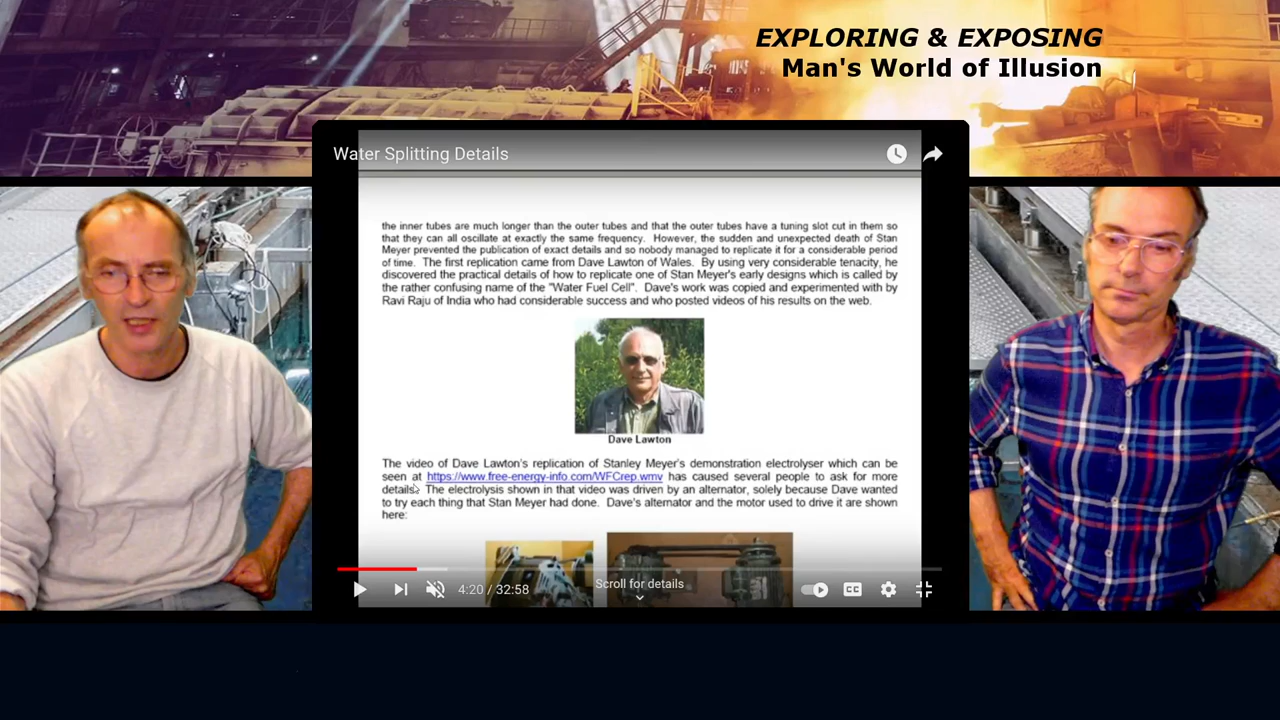 EXPLORING & EXPOSING
Man's World of Illusion
Water Splitting Details
the inner tubes are much longer than the outer tubes and that the outer tubes have a tuning slot cut in them so
that they can all oscillate at exactly the same frequency. However, the sudden and unexpected death of Stan
Meyer prevented the publication of exact details and so nobody managed to replicate it for a considerable period
of time. The first replication came from Dave Lawton of Wales. By using very considerable tenacity, he
discovered the practical details of how to replicate one of Stan Meyer's early designs which is called by
the rather confusing name of the "Water Fuel Cell". Dave's work was copied and experimented with by
Ravi Raju of India who had considerable success and who posted videos of his results on the web.
Dave Lawton
The video of Dave Lawton's replication of Stanley Meyer's demonstration electrolyser which can be
seen at https://www.free-energy-info.com/WFCrep.wmv has caused several people to ask for more
details. The electrolysis shown in that video was driven by an alternator, solely because Dave wanted
to try each thing that Stan Meyer had done. Dave's alternator and the motor used to drive it are shown
here:
Scroll for details
4:20 / 32:58
CC